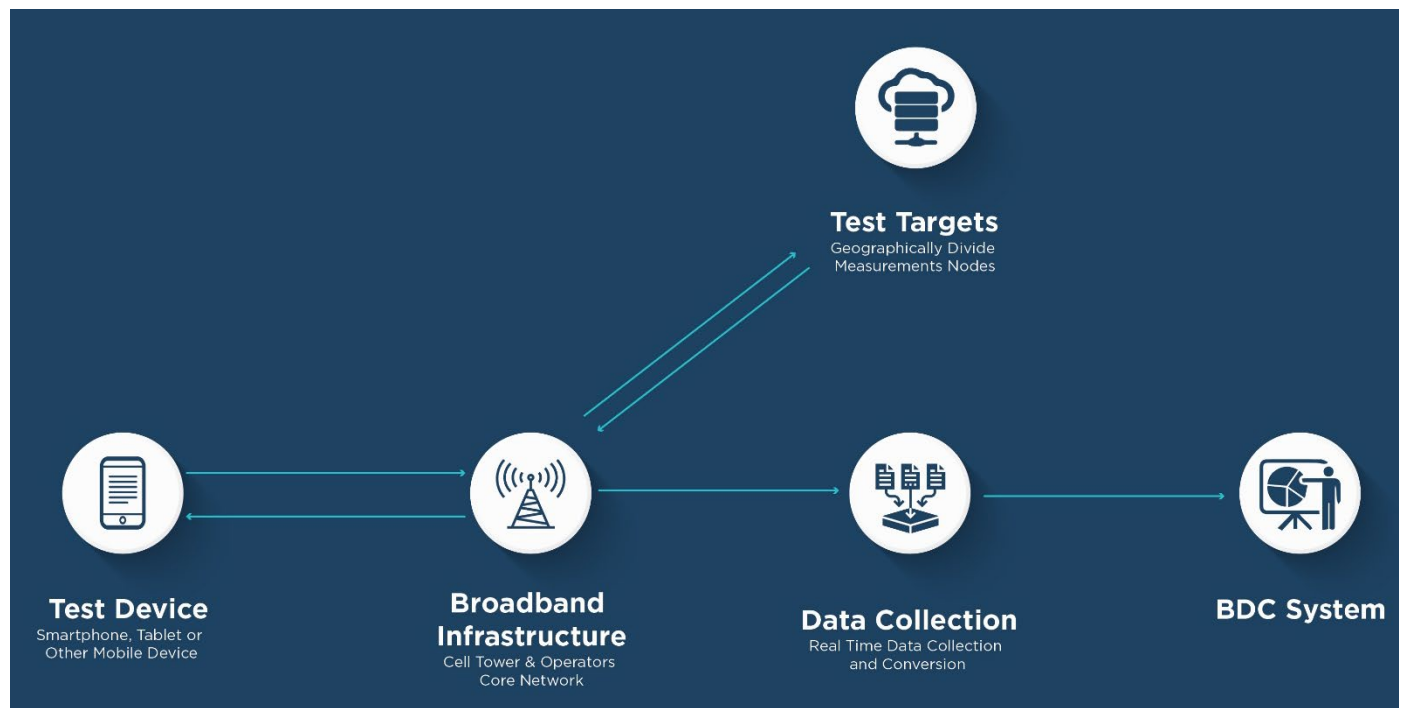 Test Targets
Geographically Divide
Measurements Nodes
Test Device
Smartphone, Tablet or
Other Mobile Device
Broadband
Infrastructure
Cell Tower & Operators
Core Network
Data Collection
Real Time Data Collection
and Conversion
BDC System